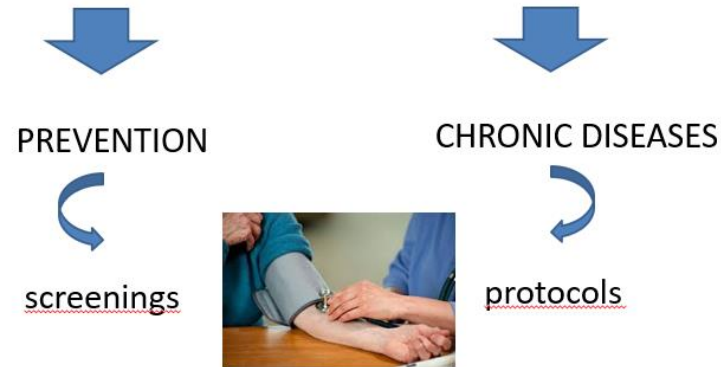 PREVENTION
CHRONIC DISEASES
screenings
protocols